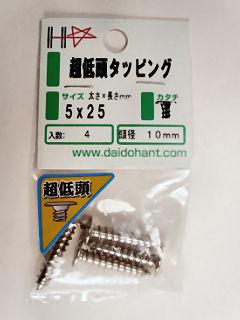 超低頭タッピング
サイズ 太さ×長さmm カタチ
5x25
入数: 4 頭径 10mm
www.daidohant.com
超低頭